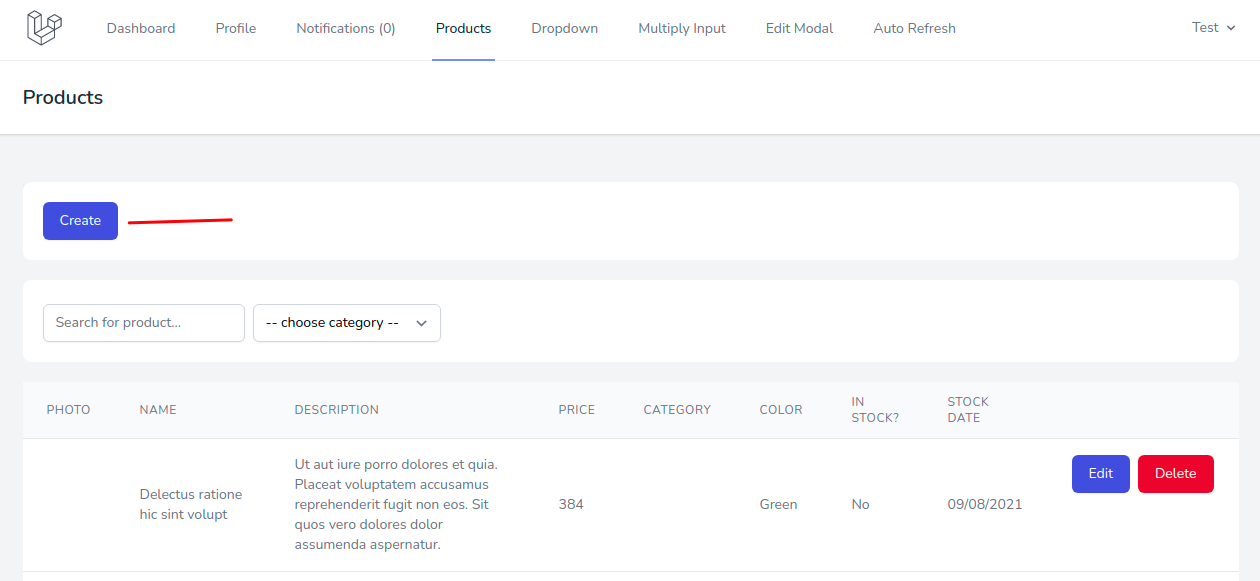 Dashboard Profile Notifications (0) Products Dropdown Multiply Input Edit Modal Auto Refresh Test
Products
Create
Search for product... -- choose category --
PHOTO NAME DESCRIPTION PRICE CATEGORY COLOR IN STOCK? STOCK DATE
Ut aut iure porro dolores et quia.
Placeat voluptatem accusamus
reprehenderit fugit non eos. Sit
quos vero dolores dolor
assumenda aspernatur.
Delectus ratione
hic sint volupt
384 Green No 09/08/2021 Edit Delete